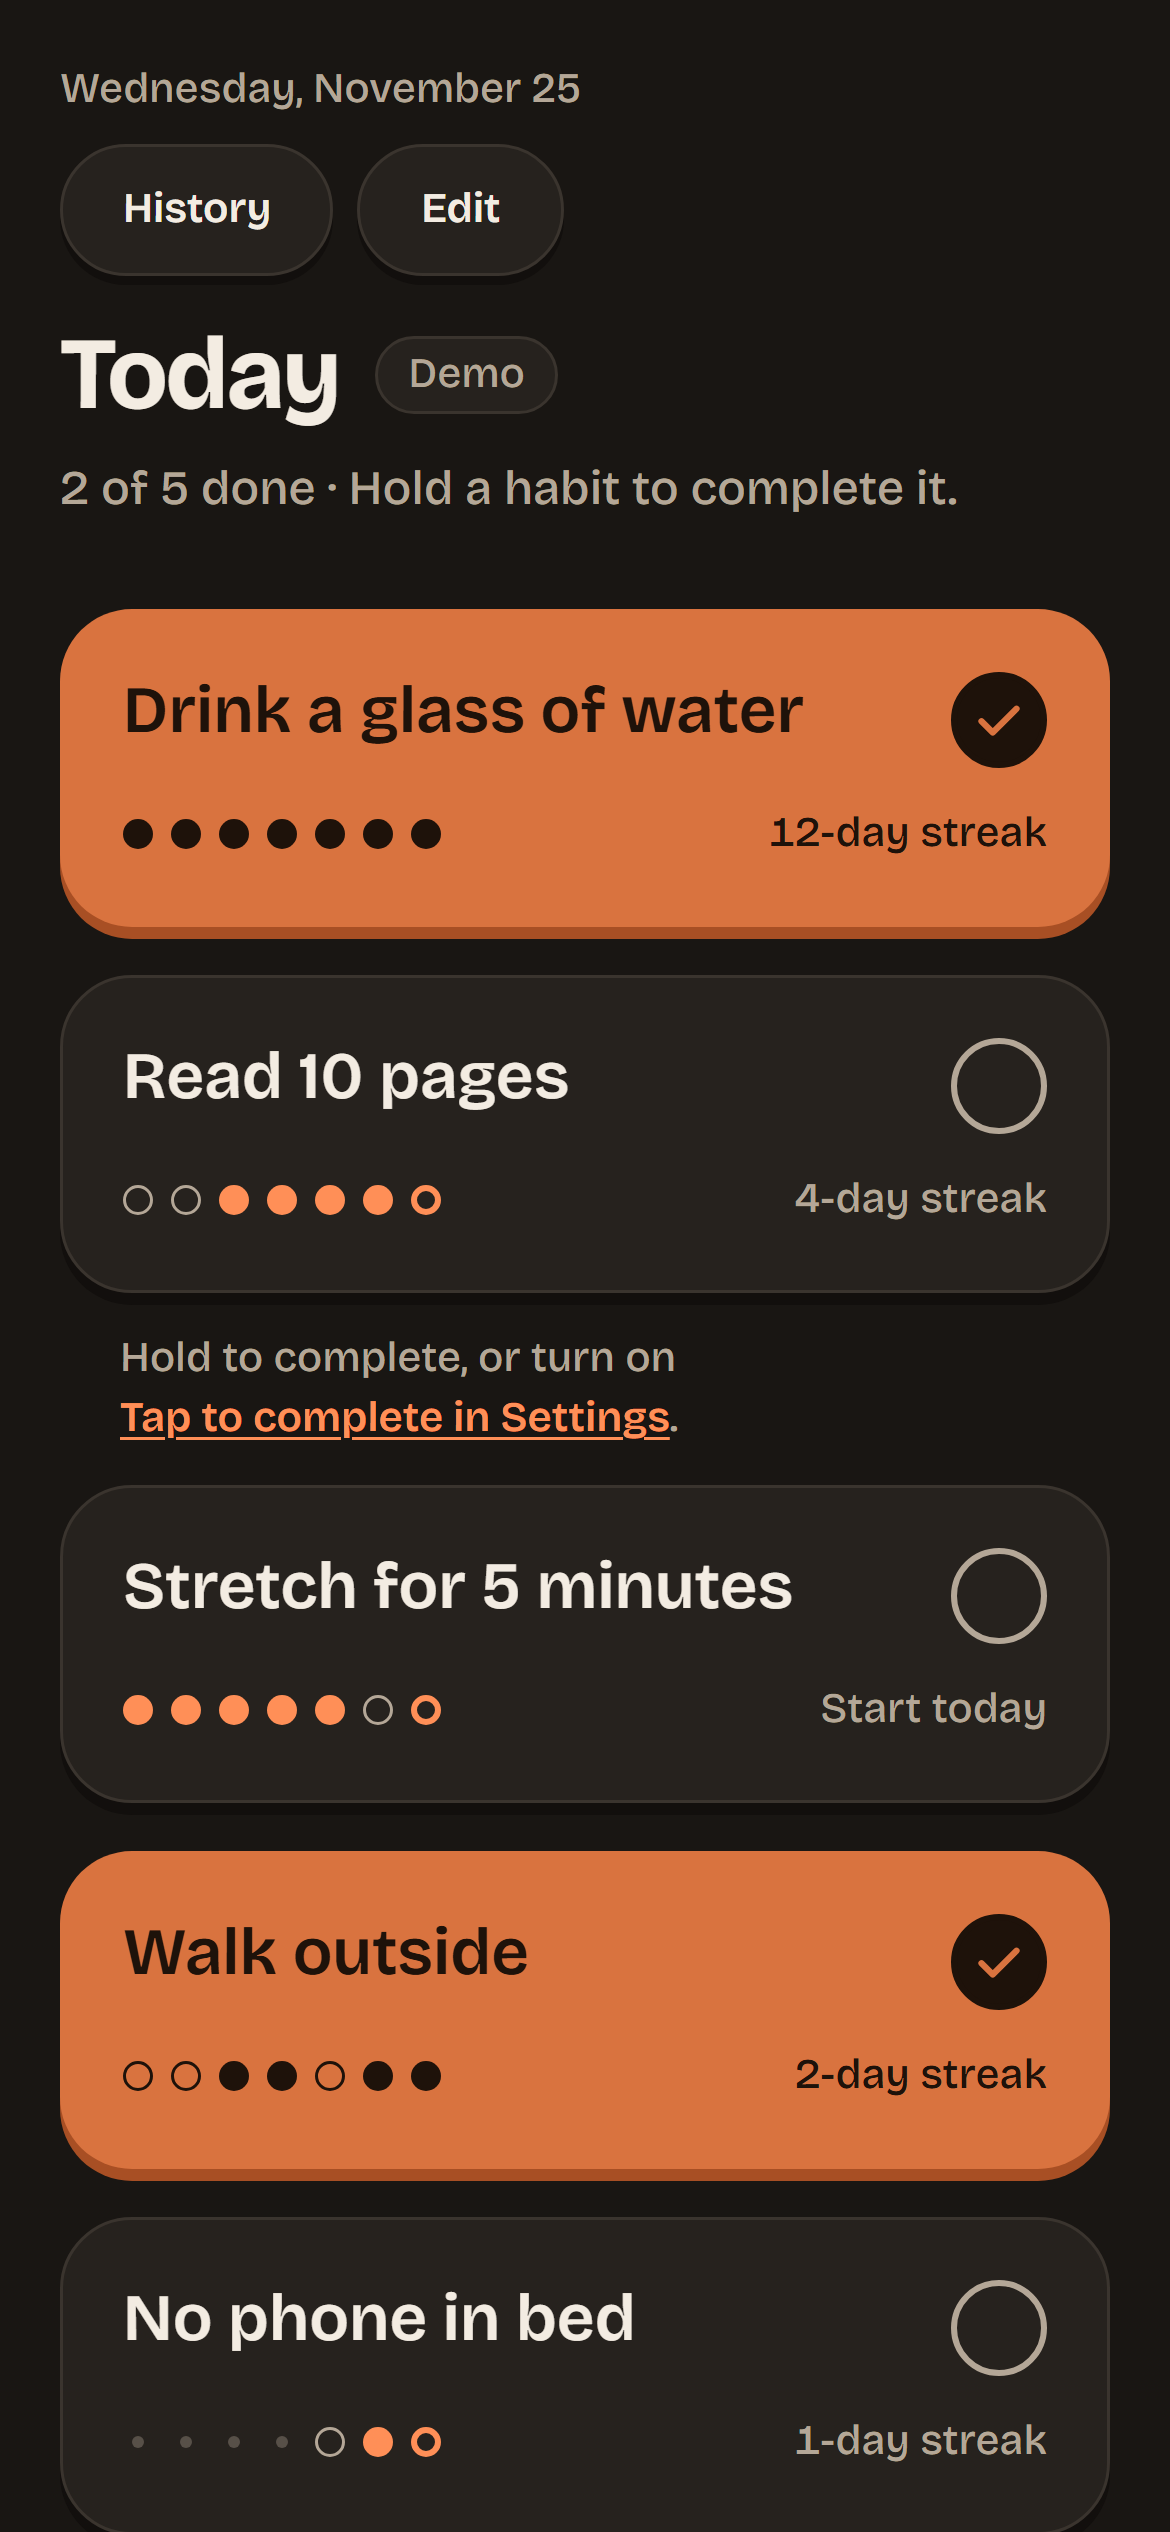 Wednesday, November 25
History Edit
Today Demo
2 of 5 done · Hold a habit to complete it.
Drink a glass of water
12-day streak
Read 10 pages
4-day streak
Hold to complete, or turn on
Tap to complete in Settings.
Stretch for 5 minutes
Start today
Walk outside
2-day streak
No phone in bed
1-day streak